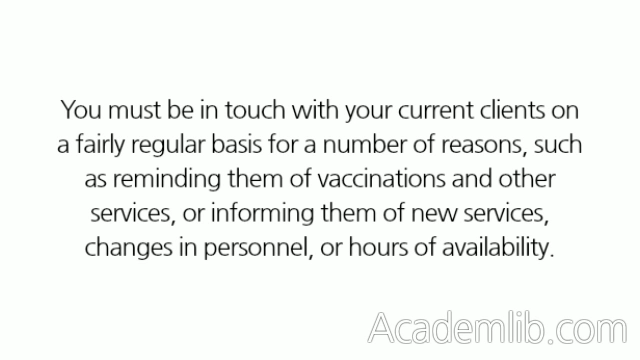 You must be in touch with your current clients on
a fairly regular basis for a number of reasons, such
as reminding them of vaccinations and other
services, or informing them of new services,
changes in personnel, or hours of availability.
Academlib.com